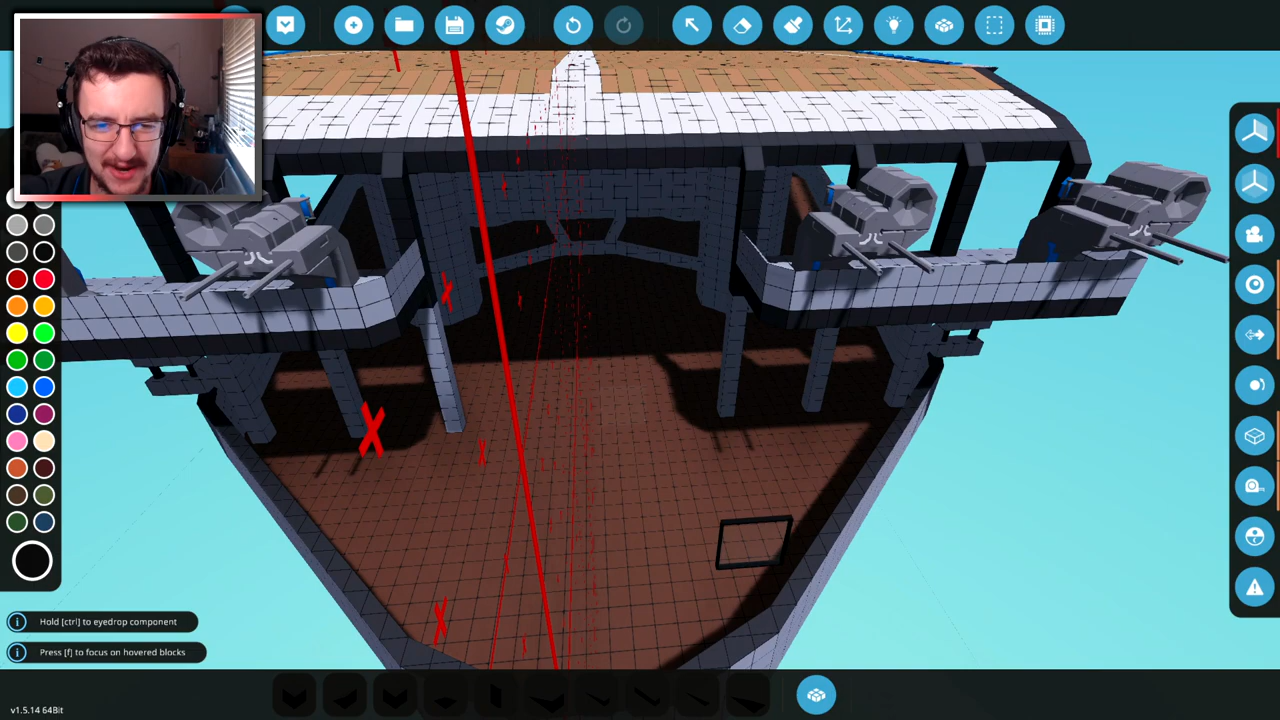 Hold [ctrl] to eyedrop component
Press [f] to focus on hovered blocks
v1.5.14 64Bit